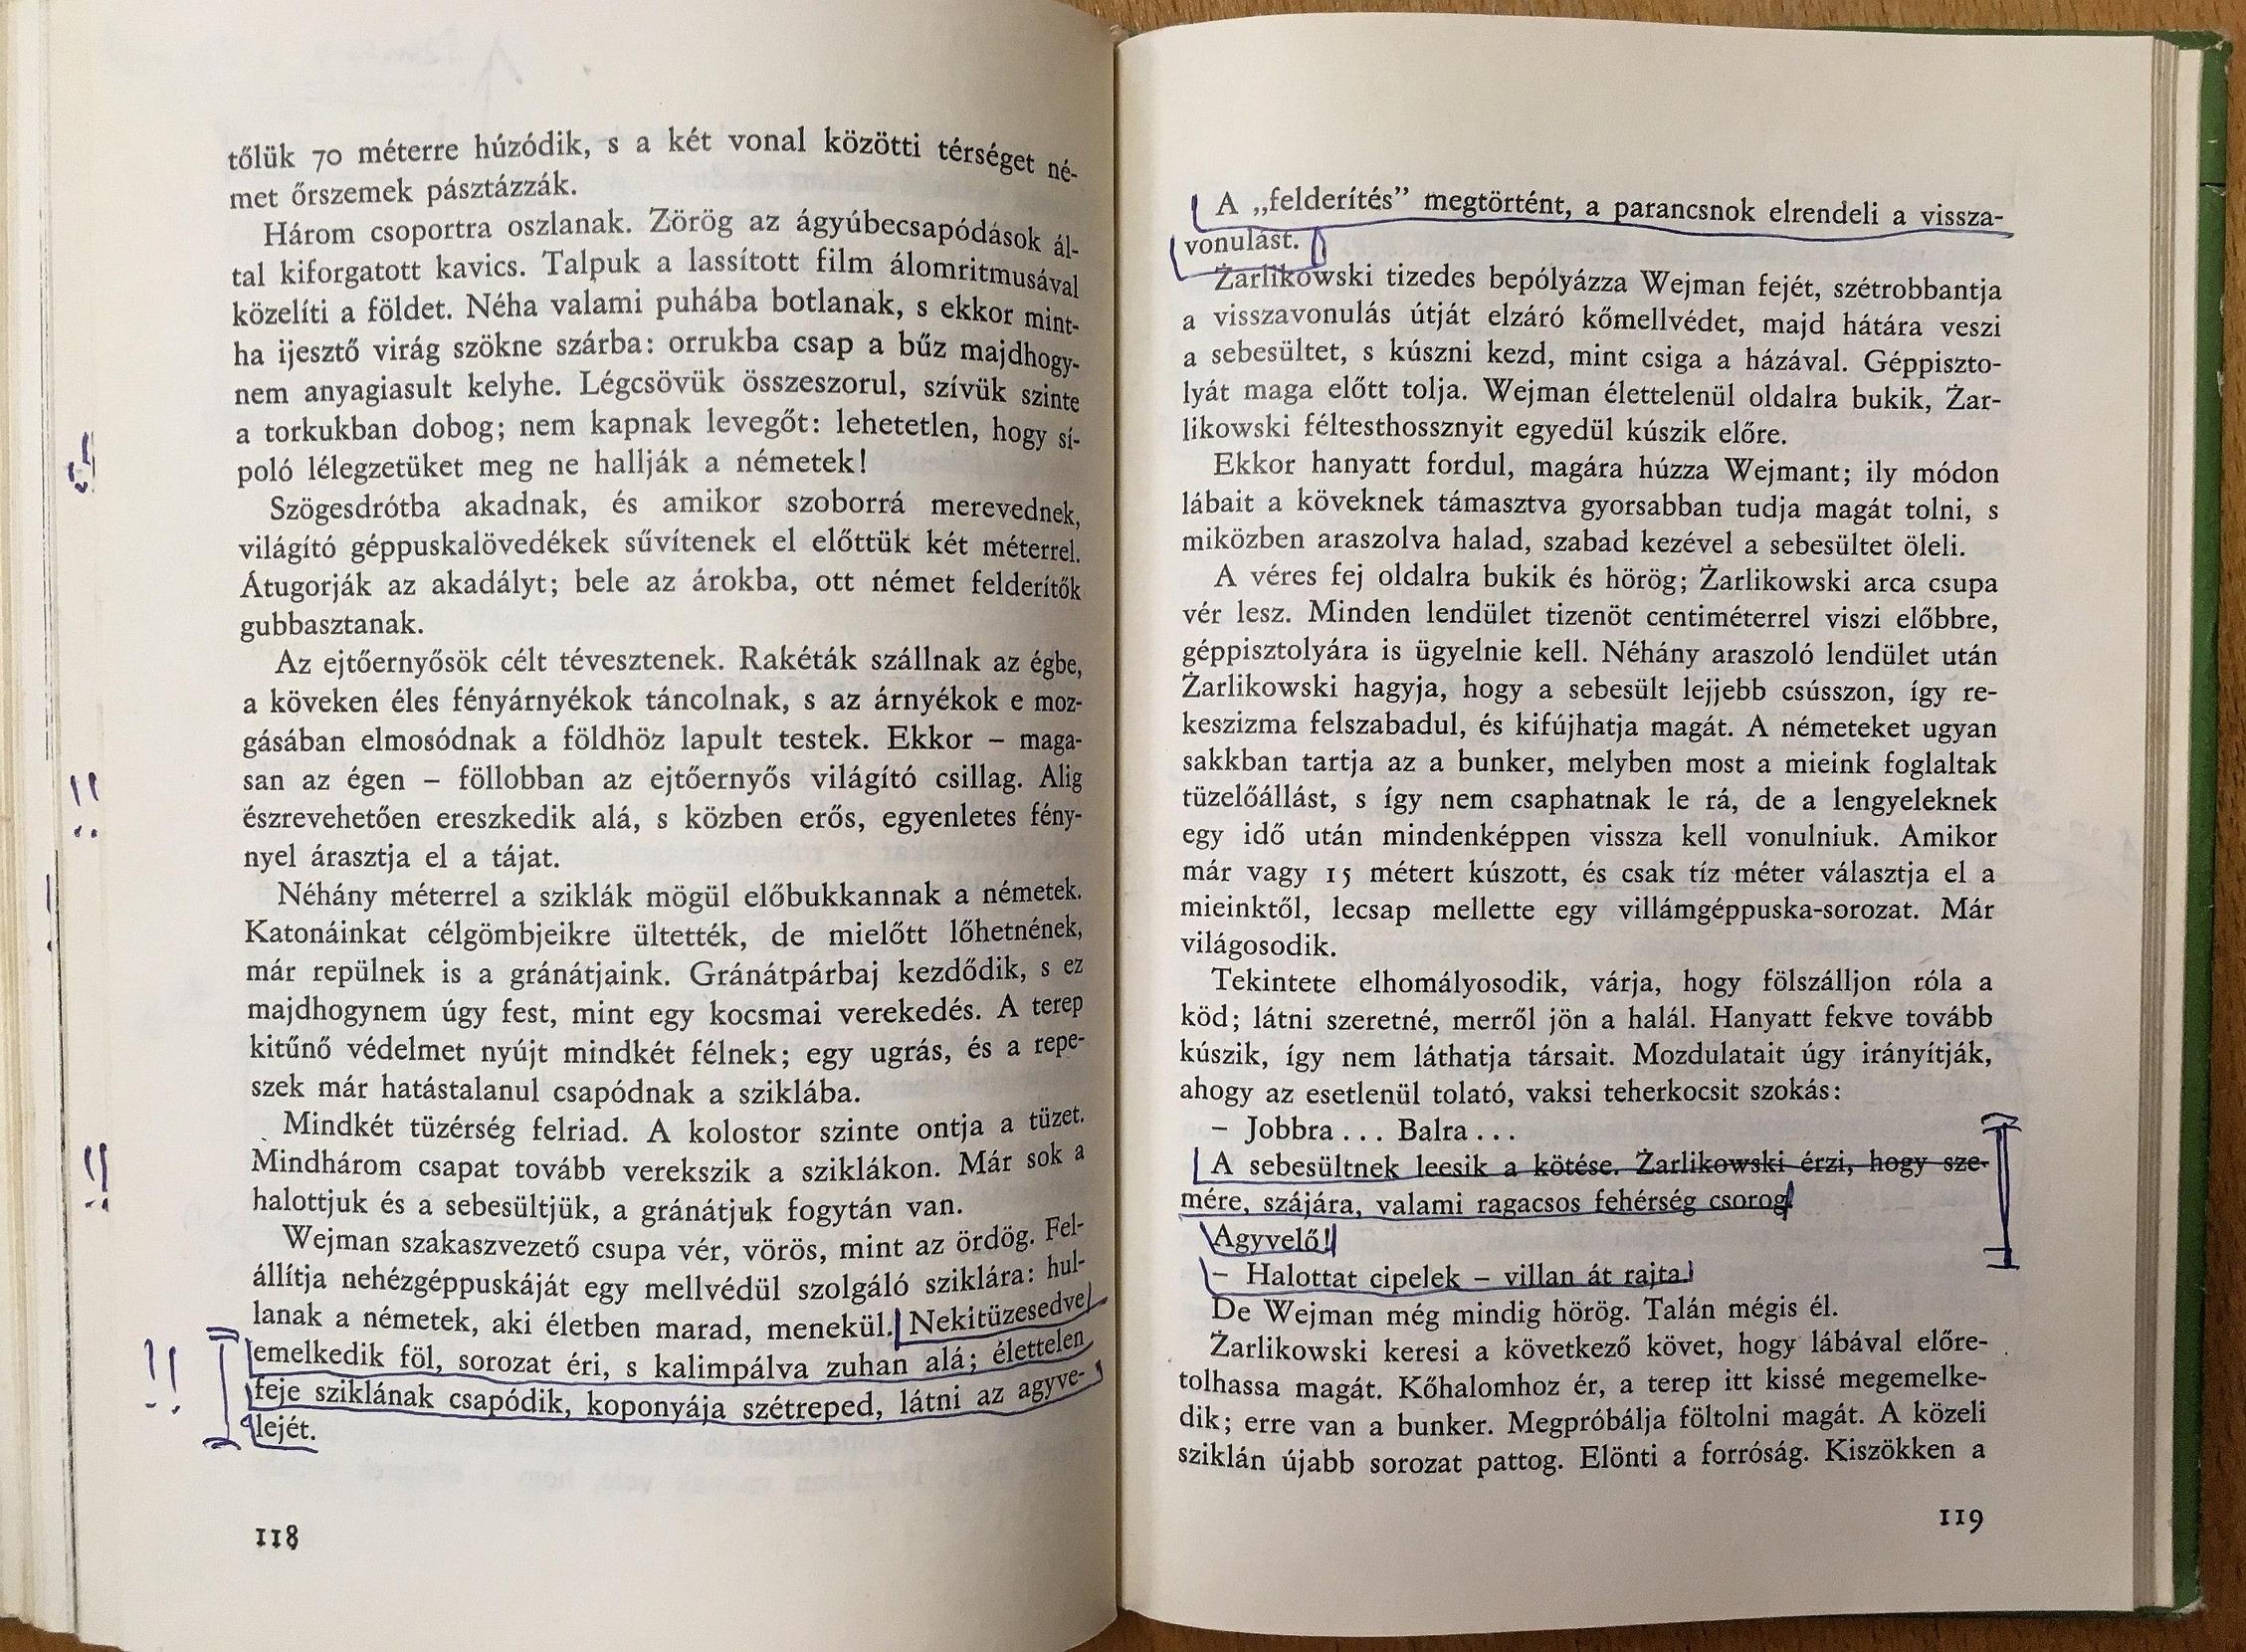 tőlük 70 méterre húzódik, s a két vonal közötti térséget né-
met őrszemek pásztázzák.
Három csoportra oszlanak. Zörög az ágyúbecsapódások ál-
tal kiforgatott kavics. Talpuk a lassított film álomritmusával
közelíti a földet. Néha valami puhába botlanak, s ekkor mint-
ha ijesztő virág szökne szárba: orrukba csap a bűz majdhogy-
nem anyagiasult kelyhe. Légcsövük összeszorul, szívük szinte
a torkukban dobog; nem kapnak levegőt: lehetetlen, hogy sí-
poló lélegzetüket meg ne hallják a németek!
Szögesdrótba akadnak, és amikor szoborrá merevednek,
világító géppuskalövedékek sűvítenek el előttük két méterrel.
Átugorják az akadályt; bele az árokba, ott német felderítők
gubbasztanak.
Az ejtőernyősök célt tévesztenek. Rakéták szállnak az égbe,
a köveken éles fényárnyékok táncolnak, s az árnyékok e moz-
gásában elmosódnak a földhöz lapult testek. Ekkor – maga-
san az égen – föllobban az ejtőernyős világító csillag. Alig
észrevehetően ereszkedik alá, s közben erős, egyenletes fény-
nyel árasztja el a tájat.
Néhány méterrel a sziklák mögül előbukkannak a németek.
Katonáinkat célgömbjeikre ültették, de mielőtt lőhetnének,
már repülnek is a gránátjaink. Gránátpárbaj kezdődik, s ez
majdhogynem úgy fest, mint egy kocsmai verekedés. A terep
kitűnő védelmet nyújt mindkét félnek; egy ugrás, és a repe-
szek már hatástalanul csapódnak a sziklába.
Mindkét tüzérség felriad. A kolostor szinte ontja a tüzet.
Mindhárom csapat tovább verekszik a sziklákon. Már sok a
halottjuk és a sebesültjük, a gránátjuk fogytán van.
Wejman szakaszvezető csupa vér, vörös, mint az ördög. Fel-
állítja nehézgéppuskáját egy mellvédül szolgáló sziklára: hul-
lanak a németek, aki életben marad, menekül. Nekitüzesedve
emelkedik föl, sorozat éri, s kalimpálva zuhan alá; élettelen
feje sziklának csapódik, koponyája szétreped, látni az agyve-
lejét.
118
A „felderítés” megtörtént, a parancsnok elrendeli a vissza-
vonulást.
Żarlikowski tizedes bepólyázza Wejman fejét, szétrobbantja
a visszavonulás útját elzáró kőmellvédet, majd hátára veszi
a sebesültet, s kúszni kezd, mint csiga a házával. Géppiszto-
lyát maga előtt tolja. Wejman élettelenül oldalra bukik, Żar-
likowski féltesthossznyit egyedül kúszik előre.
Ekkor hanyatt fordul, magára húzza Wejmant; ily módon
lábait a köveknek támasztva gyorsabban tudja magát tolni, s
miközben araszolva halad, szabad kezével a sebesültet öleli.
A véres fej oldalra bukik és hörög; Żarlikowski arca csupa
vér lesz. Minden lendület tizenöt centiméterrel viszi előbbre,
géppisztolyára is ügyelnie kell. Néhány araszoló lendület után
Żarlikowski hagyja, hogy a sebesült lejjebb csússzon, így re-
keszizma felszabadul, és kifújhatja magát. A németeket ugyan
sakkban tartja az a bunker, melyben most a mieink foglaltak
tüzelőállást, s így nem csaphatnak le rá, de a lengyeleknek
egy idő után mindenképpen vissza kell vonulniuk. Amikor
már vagy 15 métert kúszott, és csak tíz méter választja el a
mieinktől, lecsap mellette egy villámgéppuska-sorozat. Már
világosodik.
Tekintete elhomályosodik, várja, hogy fölszálljon róla a
köd; látni szeretné, merről jön a halál. Hanyatt fekve tovább
kúszik, így nem láthatja társait. Mozdulatait úgy irányítják,
ahogy az esetlenül tolató, vaksi teherkocsit szokás:
– Jobbra . . . Balra . . .
A sebesültnek leesik a kötése. Żarlikowski érzi, hogy sze-
mére, szájára, valami ragacsos fehérség csorog.
Agyvelő!
– Halottat cipelek – villan át rajta.
De Wejman még mindig hörög. Talán mégis él.
Żarlikowski keresi a következő követ, hogy lábával előre-
tolhassa magát. Kőhalomhoz ér, a terep itt kissé megemelke-
dik; erre van a bunker. Megpróbálja föltolni magát. A közeli
sziklán újabb sorozat pattog. Elönti a forróság. Kiszökken a
119